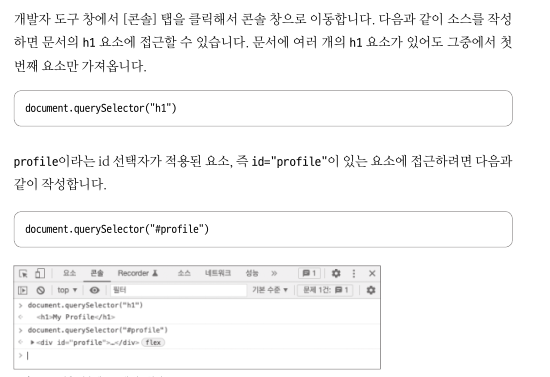 개발자 도구 창에서 [콘솔] 탭을 클릭해서 콘솔 창으로 이동합니다. 다음과 같이 소스를 작성
하면 문서의 h1 요소에 접근할 수 있습니다. 문서에 여러 개의 h1 요소가 있어도 그중에서 첫
번째 요소만 가져옵니다.
document.querySelector("h1")
profile이라는 id 선택자가 적용된 요소, 즉 id="profile"이 있는 요소에 접근하려면 다음과
같이 작성합니다.
document.querySelector("#profile")
요소 콘솔 Recorder 소스 네트워크 성능 » 1
top ▼ 필터 기본 수준 ▼ 문제 1건: 1
> document.querySelector("h1")
<h1>My Profile</h1>
> document.querySelector("#profile")
▶<div id="profile">…</div> flex
>